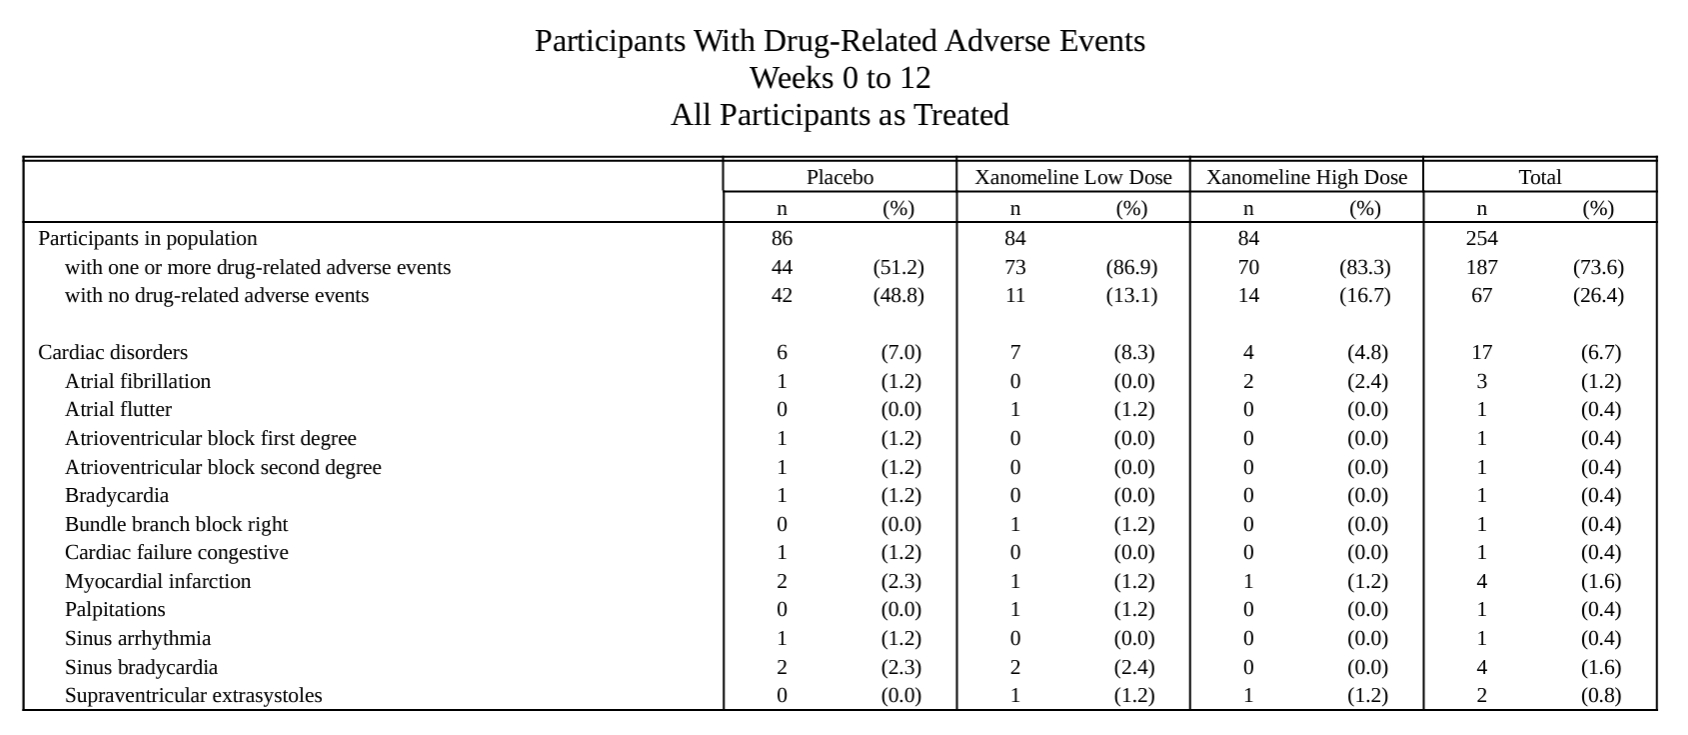 Participants With Drug-Related Adverse Events
Weeks 0 to 12
All Participants as Treated
Placebo Xanomeline Low Dose Xanomeline High Dose Total
n (%) n (%) n (%) n (%)
Participants in population 86 84 84 254
with one or more drug-related adverse events 44 (51.2) 73 (86.9) 70 (83.3) 187 (73.6)
with no drug-related adverse events 42 (48.8) 11 (13.1) 14 (16.7) 67 (26.4)
Cardiac disorders 6 (7.0) 7 (8.3) 4 (4.8) 17 (6.7)
Atrial fibrillation 1 (1.2) 0 (0.0) 2 (2.4) 3 (1.2)
Atrial flutter 0 (0.0) 1 (1.2) 0 (0.0) 1 (0.4)
Atrioventricular block first degree 1 (1.2) 0 (0.0) 0 (0.0) 1 (0.4)
Atrioventricular block second degree 1 (1.2) 0 (0.0) 0 (0.0) 1 (0.4)
Bradycardia 1 (1.2) 0 (0.0) 0 (0.0) 1 (0.4)
Bundle branch block right 0 (0.0) 1 (1.2) 0 (0.0) 1 (0.4)
Cardiac failure congestive 1 (1.2) 0 (0.0) 0 (0.0) 1 (0.4)
Myocardial infarction 2 (2.3) 1 (1.2) 1 (1.2) 4 (1.6)
Palpitations 0 (0.0) 1 (1.2) 0 (0.0) 1 (0.4)
Sinus arrhythmia 1 (1.2) 0 (0.0) 0 (0.0) 1 (0.4)
Sinus bradycardia 2 (2.3) 2 (2.4) 0 (0.0) 4 (1.6)
Supraventricular extrasystoles 0 (0.0) 1 (1.2) 1 (1.2) 2 (0.8)